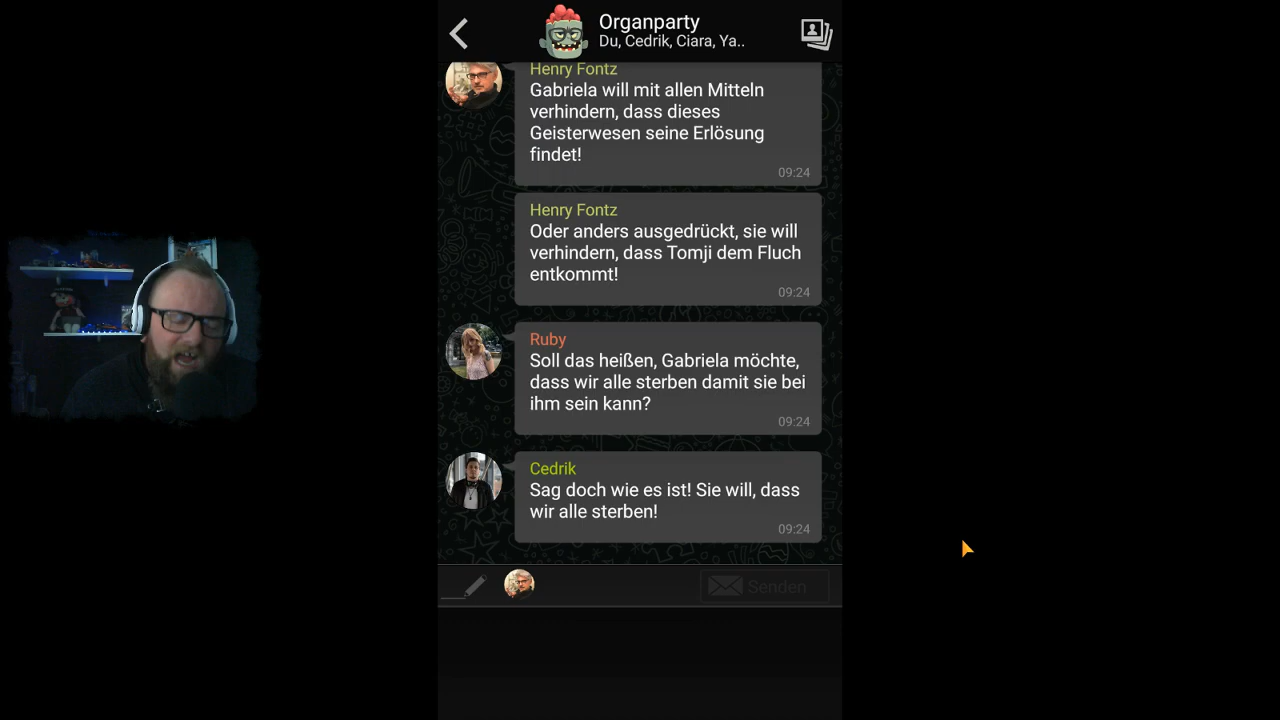 Organparty
Du, Cedrik, Ciara, Ya..
Henry Fontz
Gabriela will mit allen Mitteln
verhindern, dass dieses
Geisterwesen seine Erlösung
findet!
09:24
Henry Fontz
Oder anders ausgedrückt, sie will
verhindern, dass Tomji dem Fluch
entkommt!
09:24
Ruby
Soll das heißen, Gabriela möchte,
dass wir alle sterben damit sie bei
ihm sein kann?
09:24
Cedrik
Sag doch wie es ist! Sie will, dass
wir alle sterben!
09:24
Senden